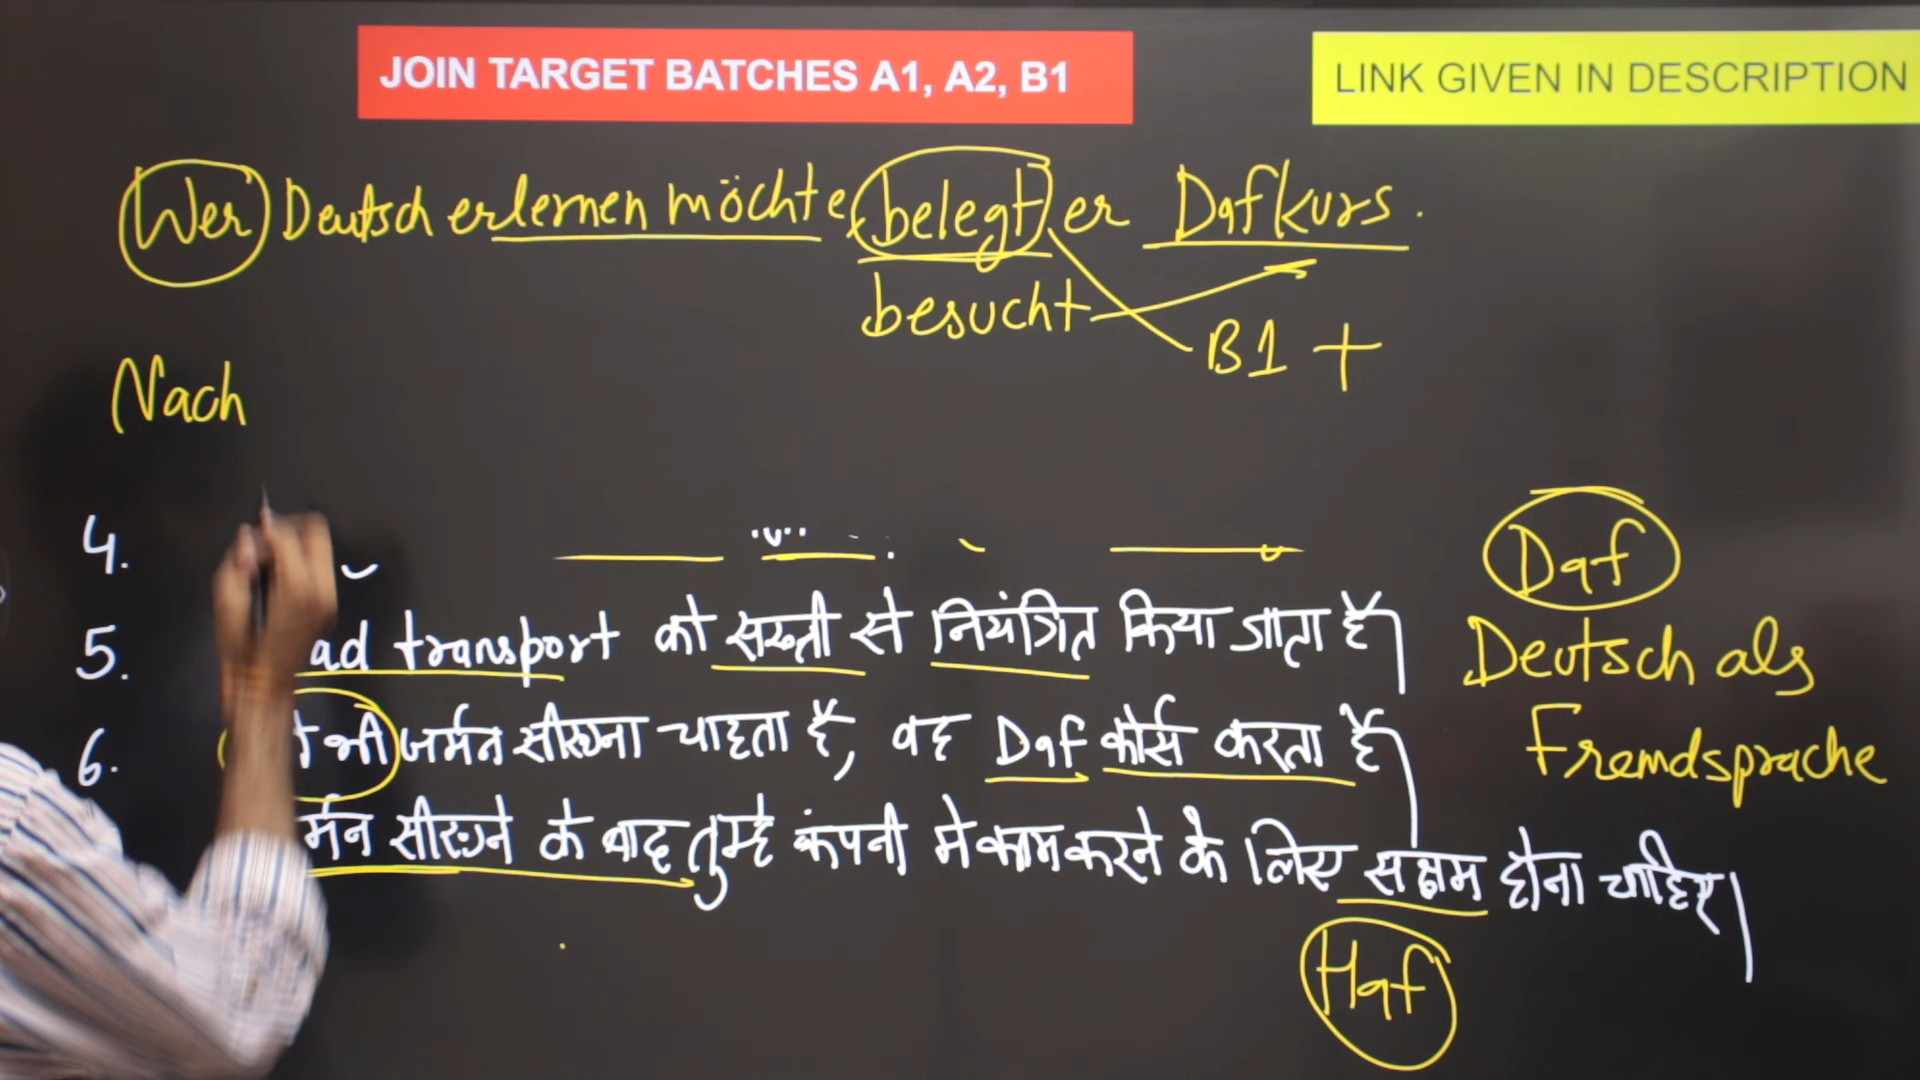 JOIN TARGET BATCHES A1, A2, B1
LINK GIVEN IN DESCRIPTION
Wer Deutsch erlernen möchte, belegt er Dafkurs.
besucht
B1 +
Nach
4.
5. ad transport को सख्ती से नियंत्रित किया जाता है।
6. भी जर्मन सीखना चाहता है, वह Daf कोर्स करता है।
र्मन सीखने के बाद तुम्हे कंपनी मे काम करने के लिए सक्षम होना चाहिए।
Daf
Deutsch als
Fremdsprache
Haf